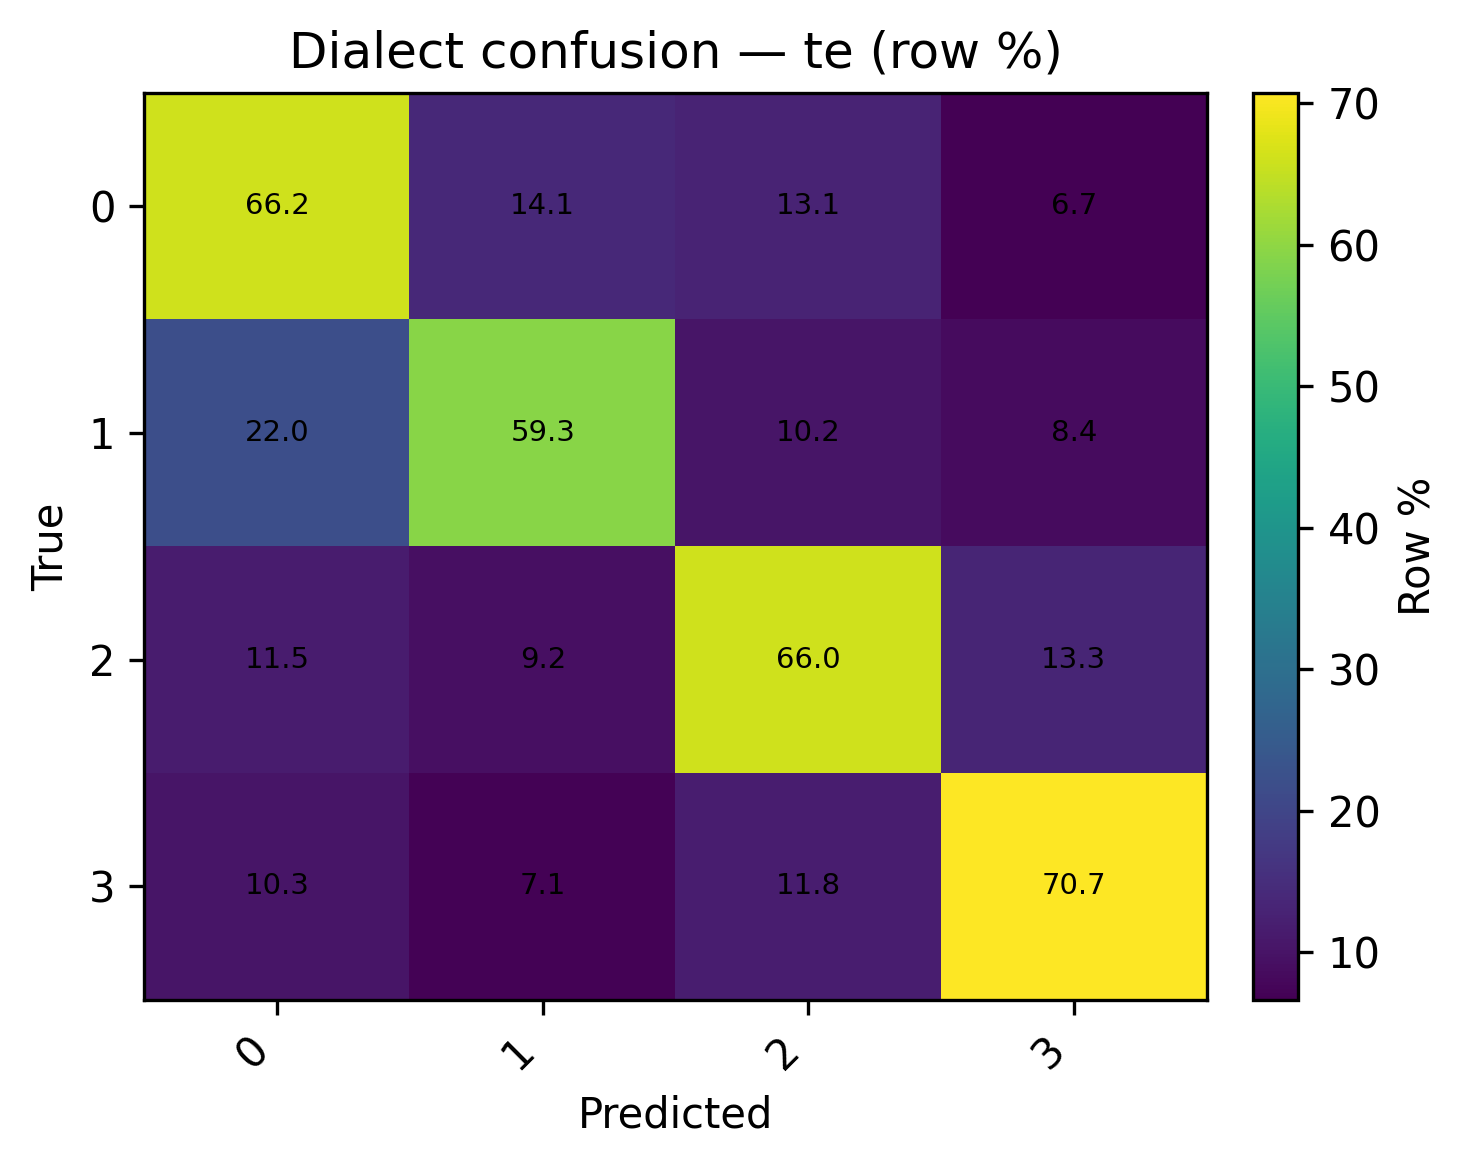 Dialect confusion — te (row %)
0 66.2 14.1 13.1 6.7
1 22.0 59.3 10.2 8.4
2 11.5 9.2 66.0 13.3
3 10.3 7.1 11.8 70.7
0 1 2 3
True
Predicted
70
60
50
40
30
20
10
Row %